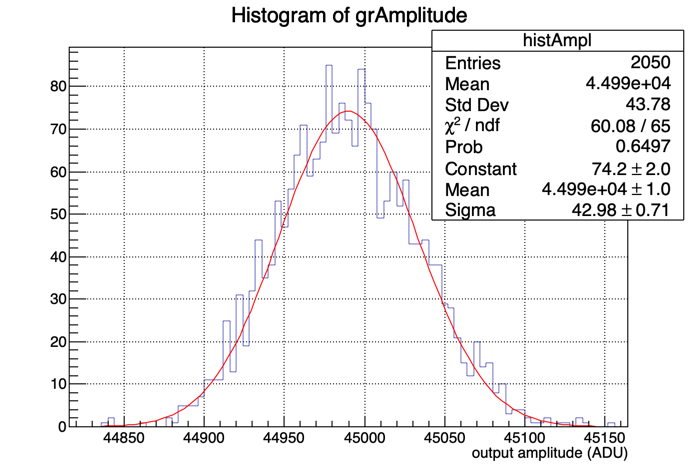 Histogram of grAmplitude
histAmpl
Entries 2050
Mean 4.499e+04
Std Dev 43.78
χ² / ndf 60.08 / 65
Prob 0.6497
Constant 74.2 ± 2.0
Mean 4.499e+04 ± 1.0
Sigma 42.98 ± 0.71
80
70
60
50
40
30
20
10
0
44850 44900 44950 45000 45050 45100 45150
output amplitude (ADU)